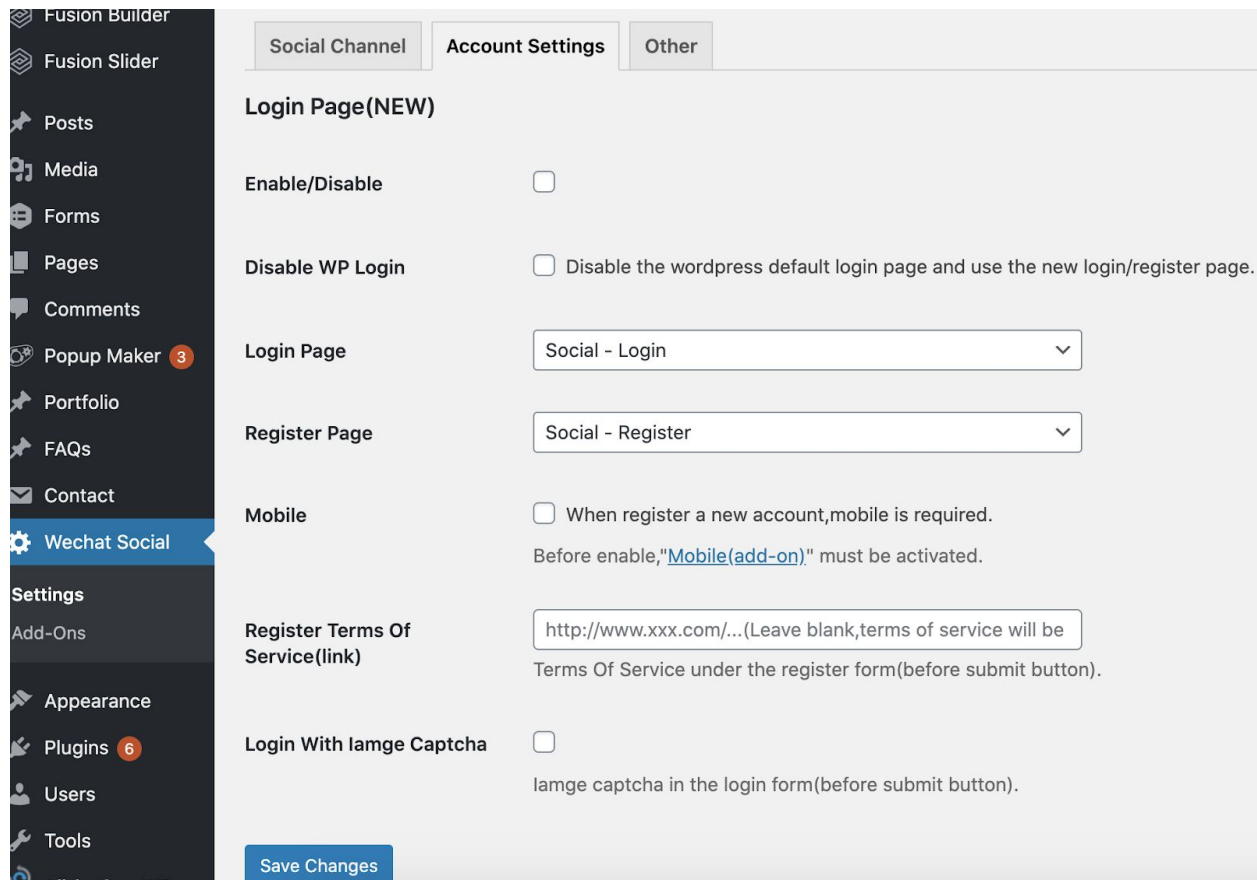 Fusion Builder
Fusion Slider
Posts
Media
Forms
Pages
Comments
Popup Maker 3
Portfolio
FAQs
Contact
Wechat Social
Settings
Add-Ons
Appearance
Plugins 6
Users
Tools
Social Channel
Account Settings
Other
Login Page(NEW)
Enable/Disable
Disable WP Login
Disable the wordpress default login page and use the new login/register page.
Login Page
Social - Login
Register Page
Social - Register
Mobile
When register a new account,mobile is required.
Before enable,"Mobile(add-on)" must be activated.
Register Terms Of
Service(link)
http://www.xxx.com/...(Leave blank,terms of service will be
Terms Of Service under the register form(before submit button).
Login With Iamge Captcha
Iamge captcha in the login form(before submit button).
Save Changes